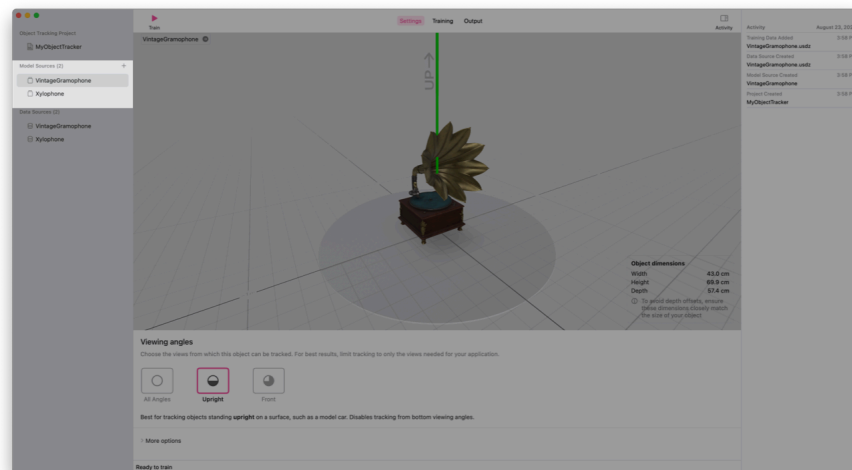 Train
Settings
Training
Output
Activity
Object Tracking Project
MyObjectTracker
Model Sources (2)
VintageGramophone
Xylophone
Data Sources (2)
VintageGramophone
Xylophone
VintageGramophone
UP
Object dimensions
Width 43.0 cm
Height 69.9 cm
Depth 57.4 cm
To avoid depth offsets, ensure
these dimensions closely match
the size of your object
Viewing angles
Choose the views from which this object can be tracked. For best results, limit tracking to only the views needed for your application.
All Angles
Upright
Front
Best for tracking objects standing upright on a surface, such as a model car. Disables tracking from bottom viewing angles.
More options
Ready to train
Activity
Training Data Added
VintageGramophone.usdz
Data Source Created
VintageGramophone.usdz
Model Source Created
VintageGramophone
Project Created
MyObjectTracker